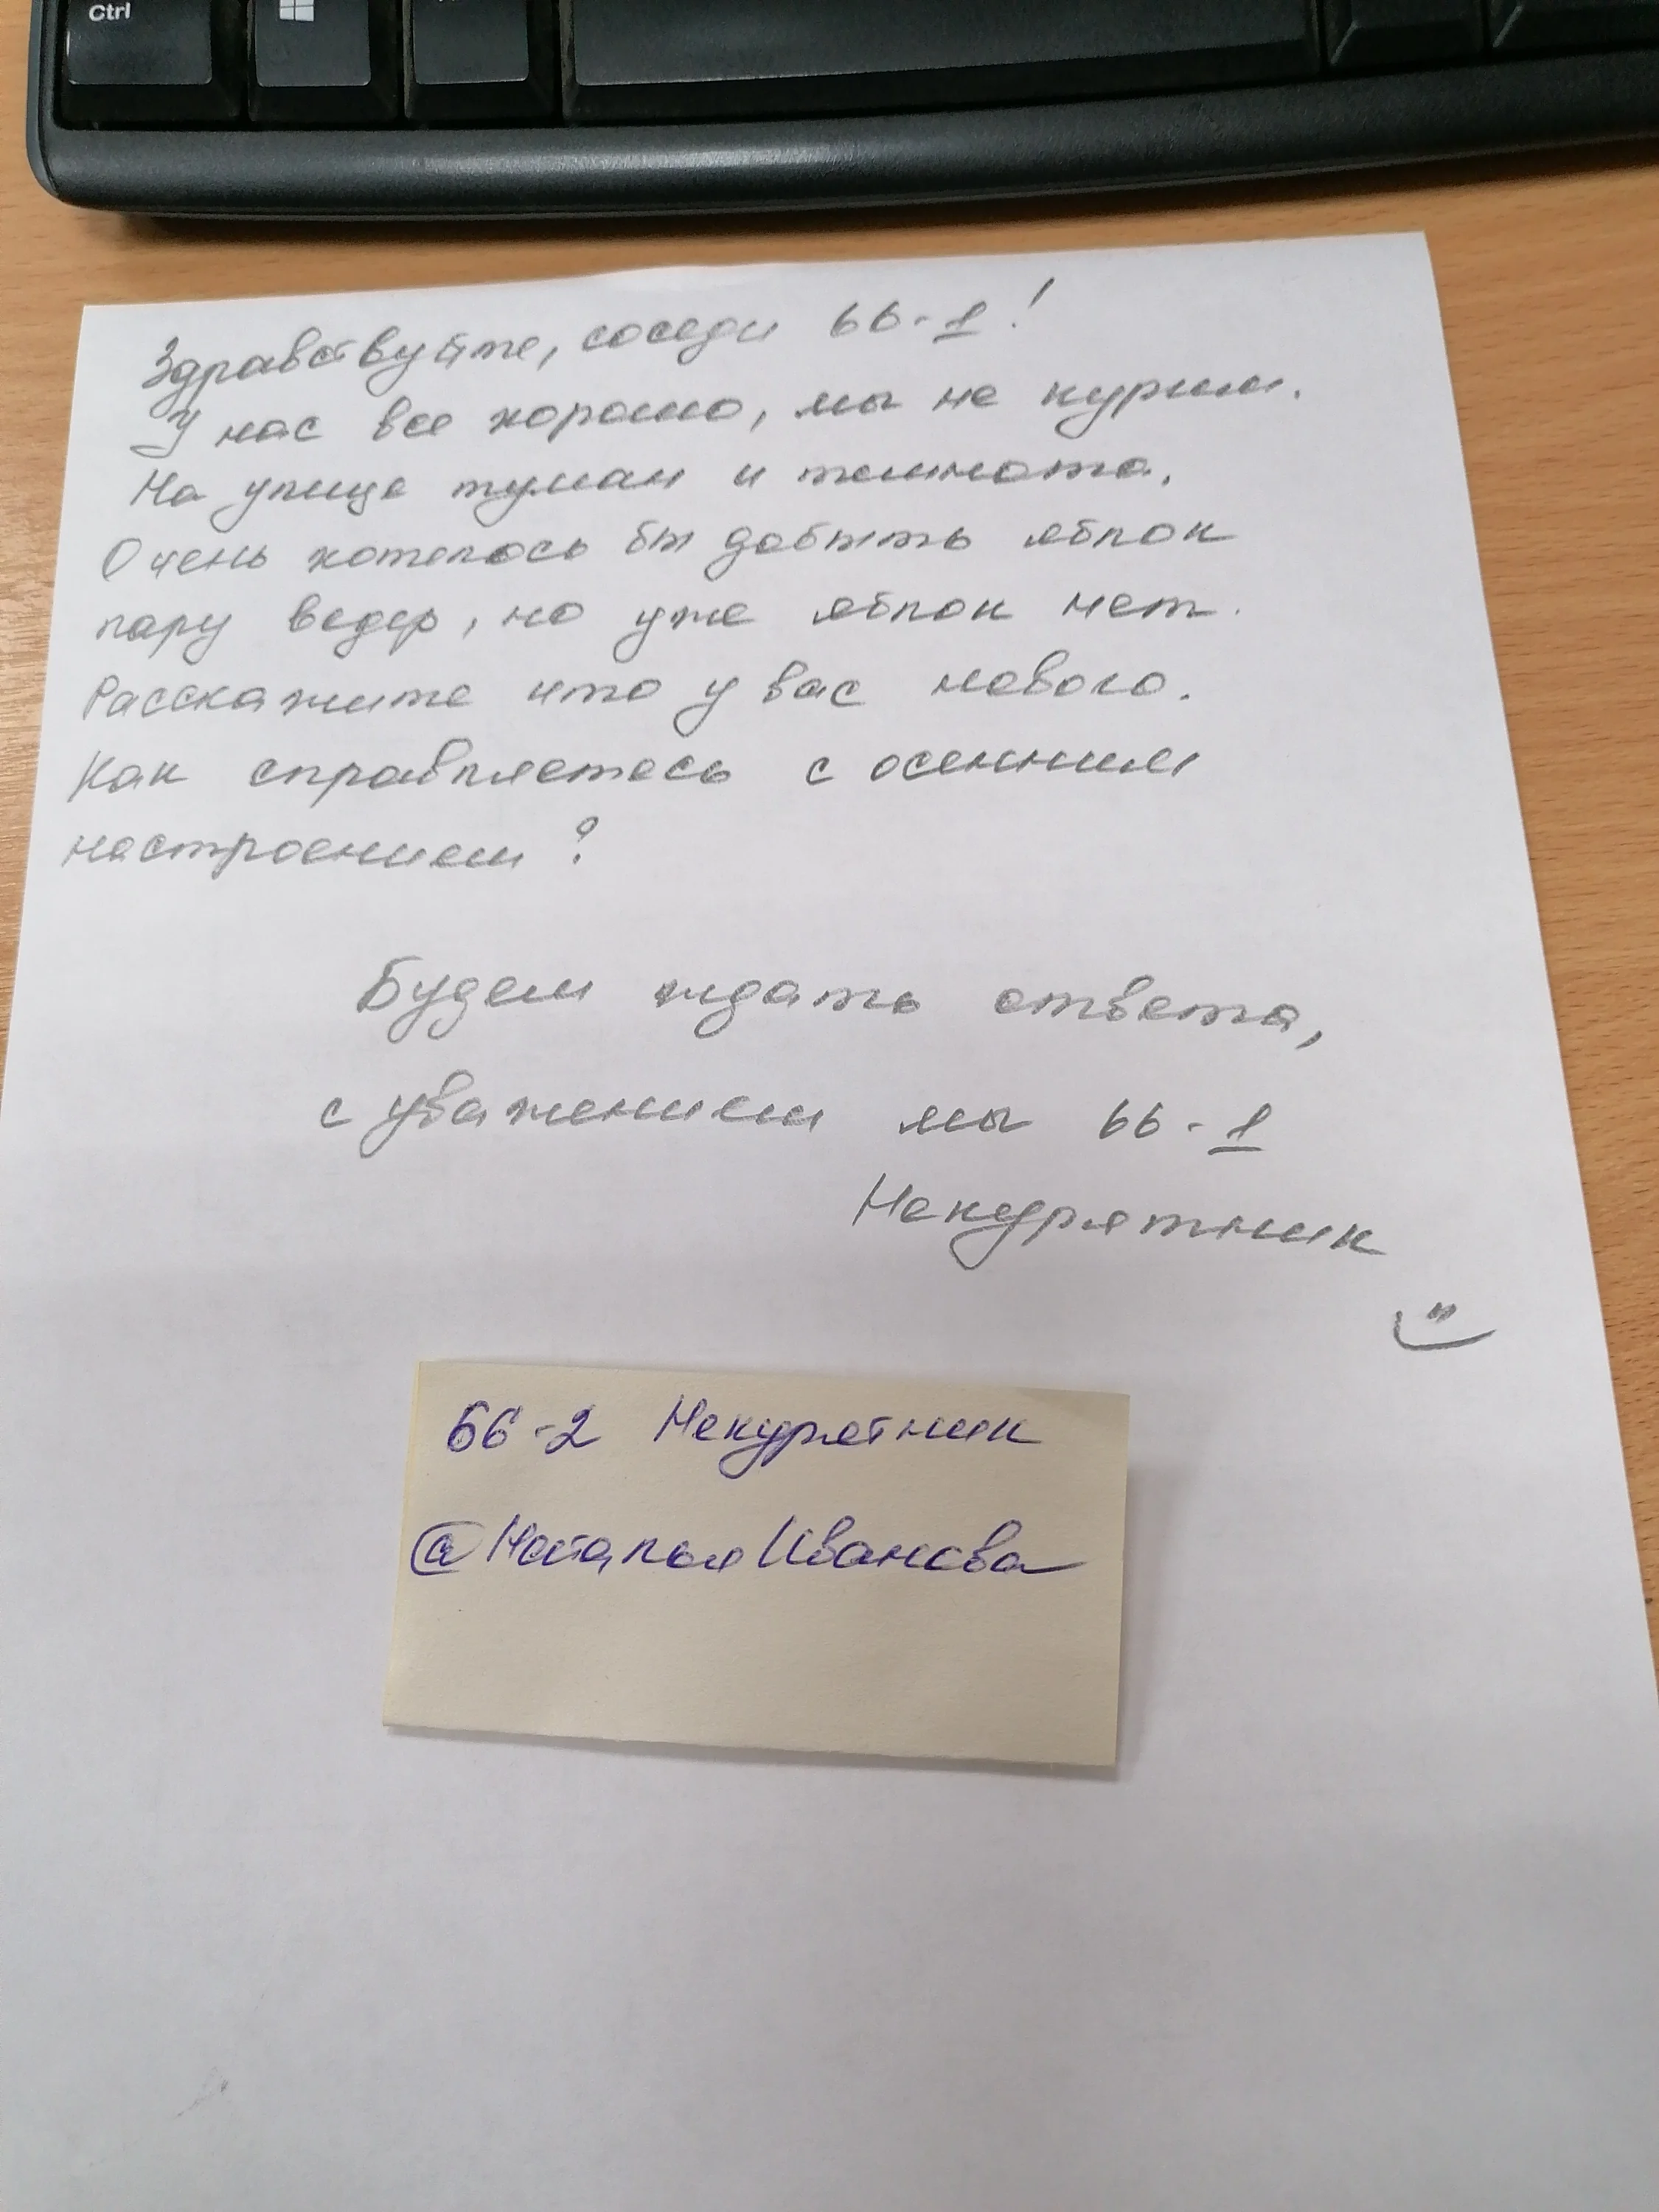 Ctrl
Здравствуйте, соседи 66-1!
У нас все хорошо, мы не курим.
На улице туман и темнота.
Очень хотелось бы добыть яблок
пару ведер, но уже яблок нет.
Расскажите что у вас нового.
Как справляетесь с осенним
настроением?
Будем ждать ответа,
с уважением мы 66-1
Некурятник
66-2 Некурятник
@НатальяИванова